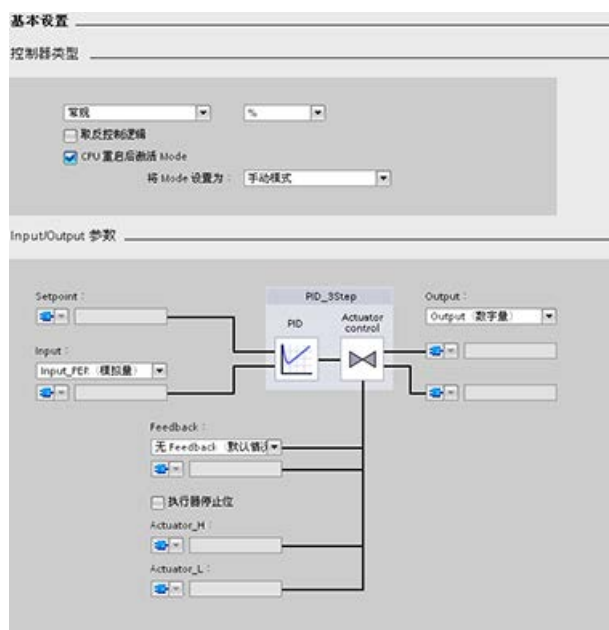 基本设置
控制器类型
常规 %
取反控制逻辑
CPU 重启后激活 Mode
将 Mode 设置为： 手动模式
Input/Output 参数
Setpoint：
PID_3Step
Output：
PID
Actuator control
Output（数字量）
Input：
Input_PER（模拟量）
Feedback：
无 Feedback（默认
执行器停止位
Actuator_H：
Actuator_L：